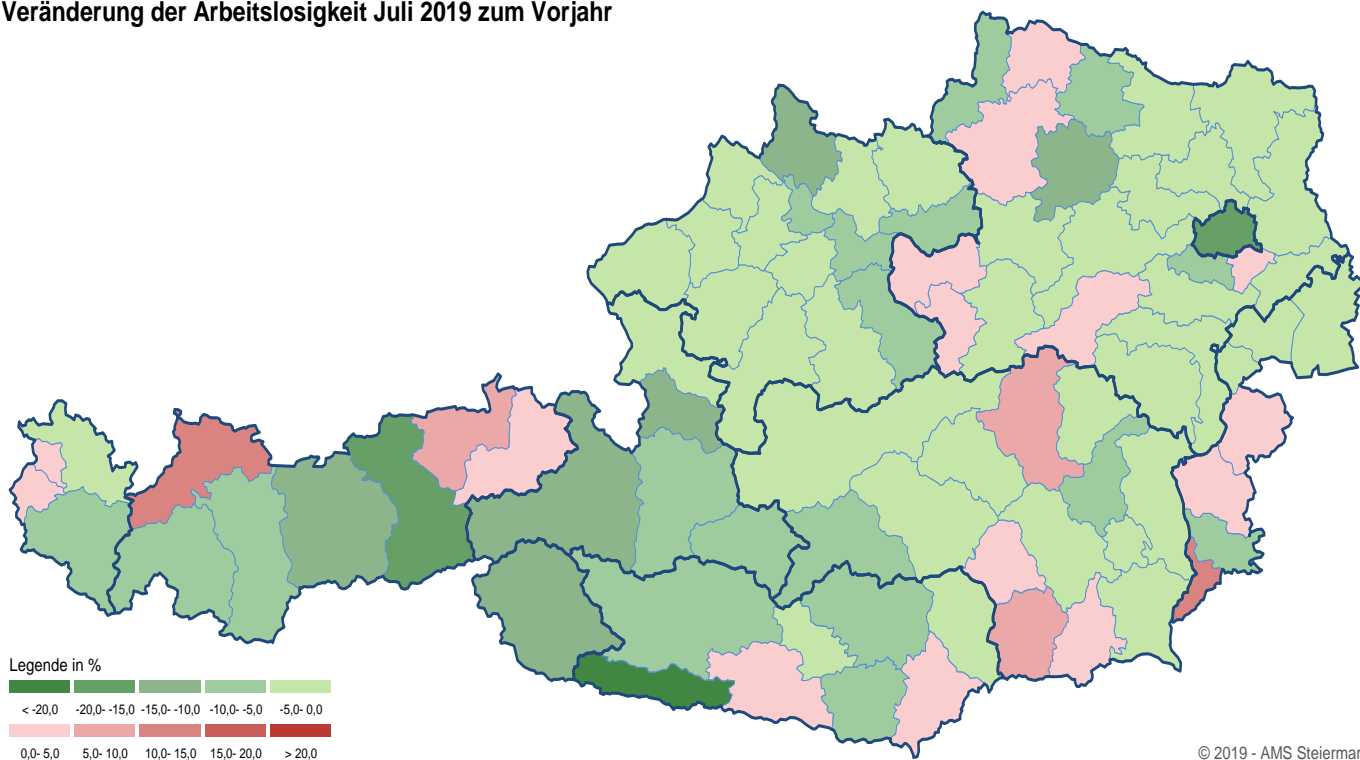 Veränderung der Arbeitslosigkeit Juli 2019 zum Vorjahr
Legende in %
< -20,0 -20,0- -15,0 -15,0- -10,0 -10,0- -5,0 -5,0- 0,0
0,0- 5,0 5,0- 10,0 10,0- 15,0 15,0- 20,0 > 20,0
© 2019 - AMS Steiermar